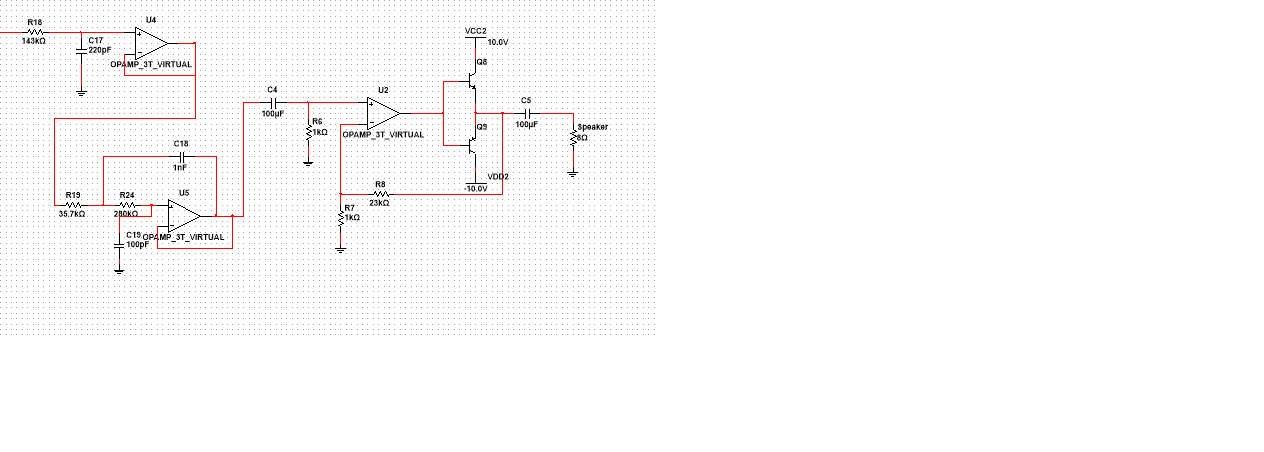 R18
143kΩ
C17
220pF
U4
OPAMP_3T_VIRTUAL
VCC2
10.0V
Q8
C4
100µF
R6
1kΩ
U2
OPAMP_3T_VIRTUAL
Q9
C5
100µF
Speaker
8Ω
VDD2
-10.0V
C18
1nF
R19
35.7kΩ
R24
280kΩ
U5
OPAMP_3T_VIRTUAL
C19
100pF
R8
23kΩ
R7
1kΩ